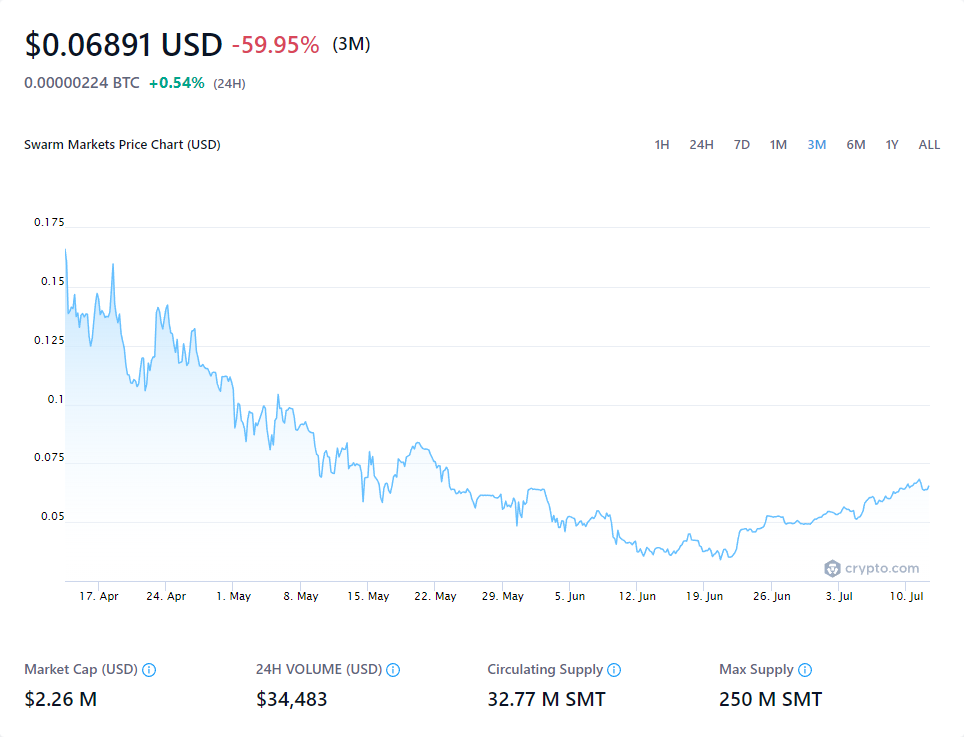 $0.06891 USD -59.95% (3M)
0.00000224 BTC +0.54% (24H)
Swarm Markets Price Chart (USD) 1H 24H 7D 1M 3M 6M 1Y ALL
0.175
0.15
0.125
0.1
0.075
0.05
crypto.com
17. Apr 24. Apr 1. May 8. May 15. May 22. May 29. May 5. Jun 12. Jun 19. Jun 26. Jun 3. Jul 10. Jul
Market Cap (USD) 24H VOLUME (USD) Circulating Supply Max Supply
$2.26 M $34,483 32.77 M SMT 250 M SMT